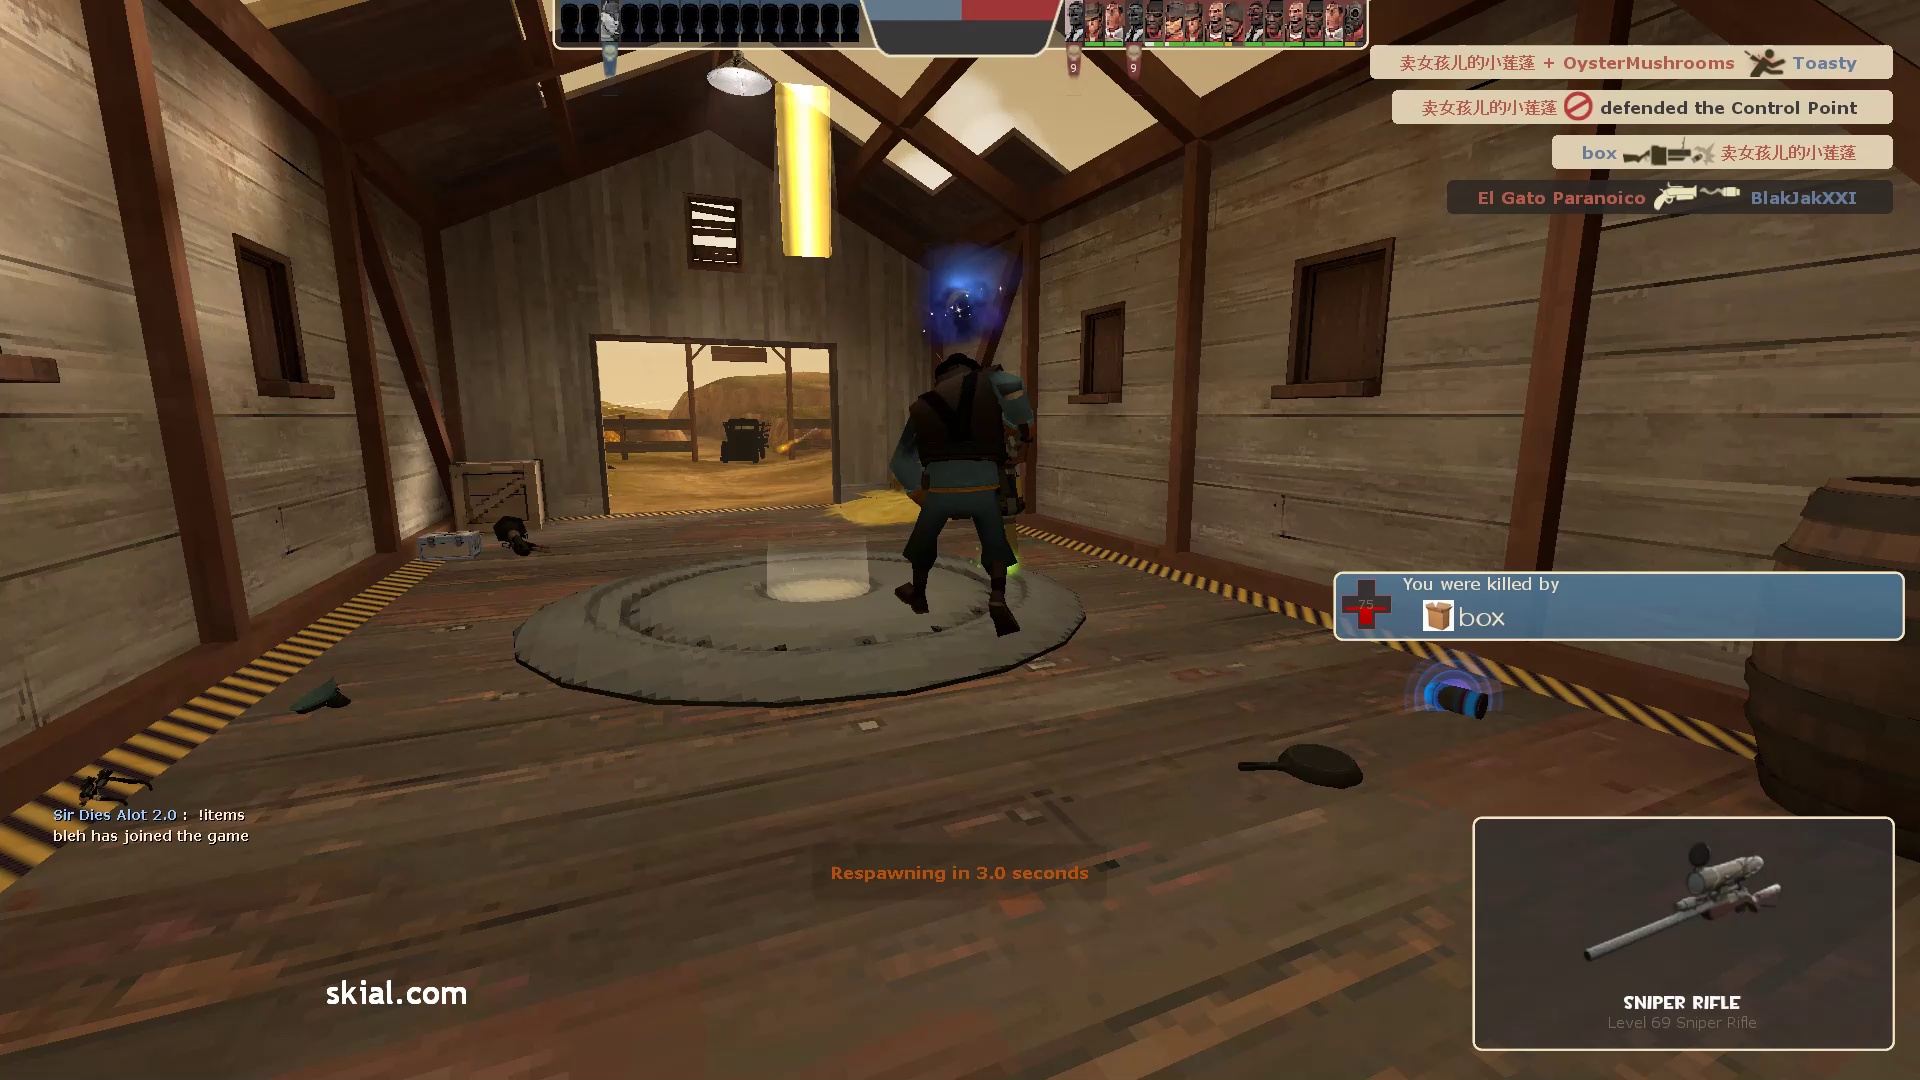 9
9
卖女孩儿的小莲蓬 + OysterMushrooms Toasty
卖女孩儿的小莲蓬 defended the Control Point
box 卖女孩儿的小莲蓬
El Gato Paranoico BlakJakXXI
You were killed by
75
box
Sir Dies Alot 2.0 : !items
bleh has joined the game
Respawning in 3.0 seconds
skial.com
SNIPER RIFLE
Level 69 Sniper Rifle